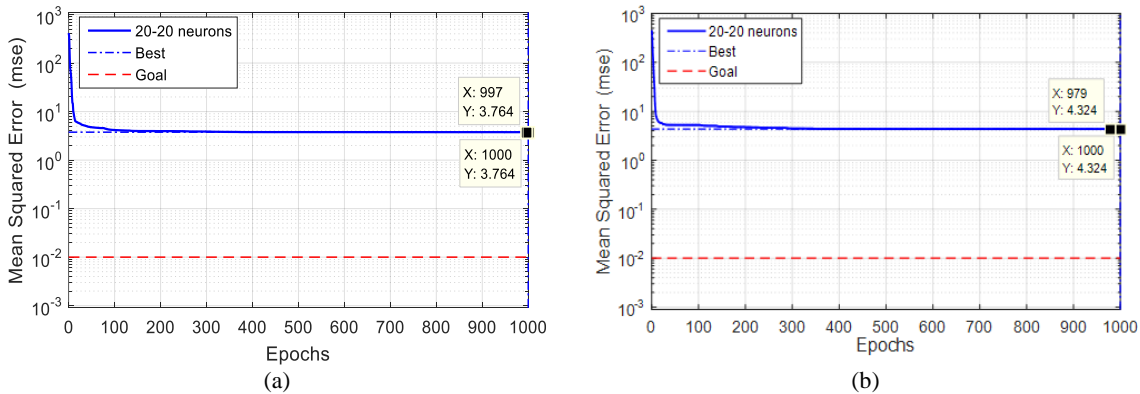 20-20 neurons
Best
Goal
Mean Squared Error (mse)
10^3
10^2
10^1
10^0
10^-1
10^-2
10^-3
X: 997
Y: 3.764
X: 1000
Y: 3.764
0 100 200 300 400 500 600 700 800 900 1000
Epochs
(a)
20-20 neurons
Best
Goal
Mean Squared Error (mse)
10^3
10^2
10^1
10^0
10^-1
10^-2
10^-3
X: 979
Y: 4.324
X: 1000
Y: 4.324
0 100 200 300 400 500 600 700 800 900 1000
Epochs
(b)